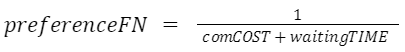 preferenceFN = 1 / comCOST + waitingTIME